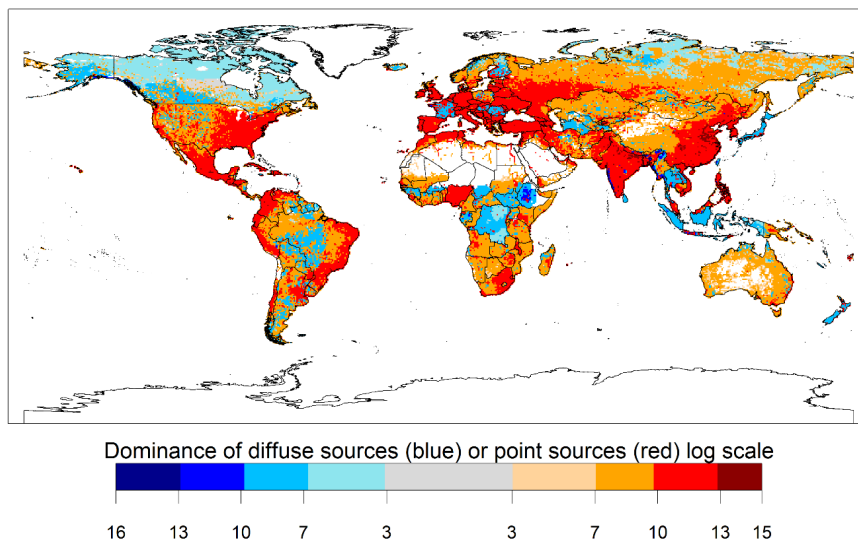 Dominance of diffuse sources (blue) or point sources (red) log scale
16 13 10 7 3 3 7 10 13 15